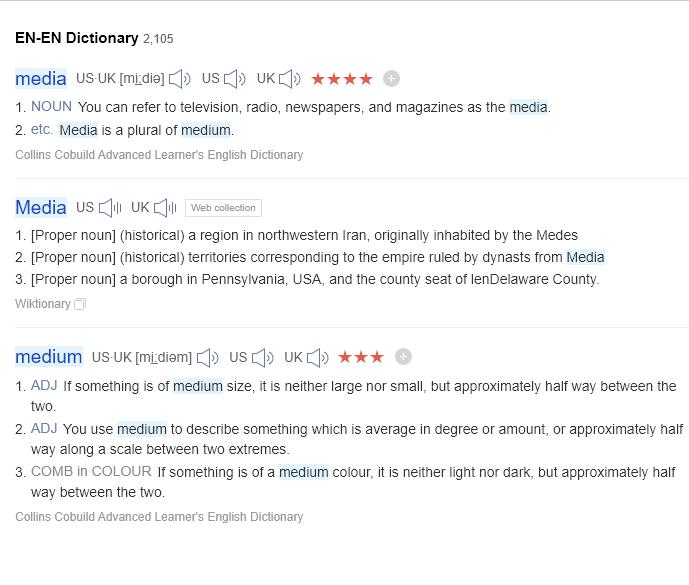 EN-EN Dictionary 2,105
media US·UK [mi:diə] US UK
1. NOUN You can refer to television, radio, newspapers, and magazines as the media.
2. etc. Media is a plural of medium.
Collins Cobuild Advanced Learner's English Dictionary
Media US UK Web collection
1. [Proper noun] (historical) a region in northwestern Iran, originally inhabited by the Medes
2. [Proper noun] (historical) territories corresponding to the empire ruled by dynasts from Media
3. [Proper noun] a borough in Pennsylvania, USA, and the county seat of lenDelaware County.
Wiktionary
medium US·UK [mi:diəm] US UK
1. ADJ If something is of medium size, it is neither large nor small, but approximately half way between the
two.
2. ADJ You use medium to describe something which is average in degree or amount, or approximately half
way along a scale between two extremes.
3. COMB in COLOUR If something is of a medium colour, it is neither light nor dark, but approximately half
way between the two.
Collins Cobuild Advanced Learner's English Dictionary